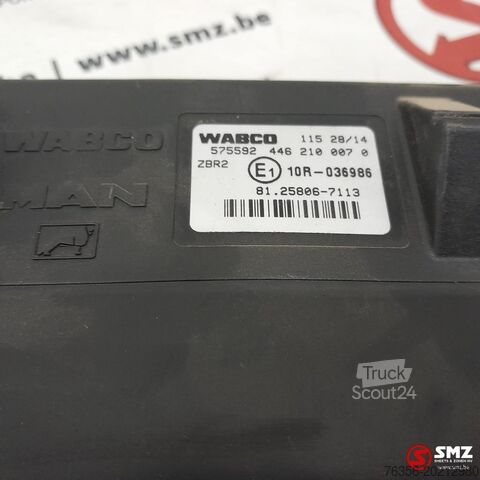 www.smz.be
WABCO
MAN
WABCO 115 28/14
575592 446 210 007 0
ZBR2 E1 10R-036986
81.25806-7113
Truck
Scout24
SMZ